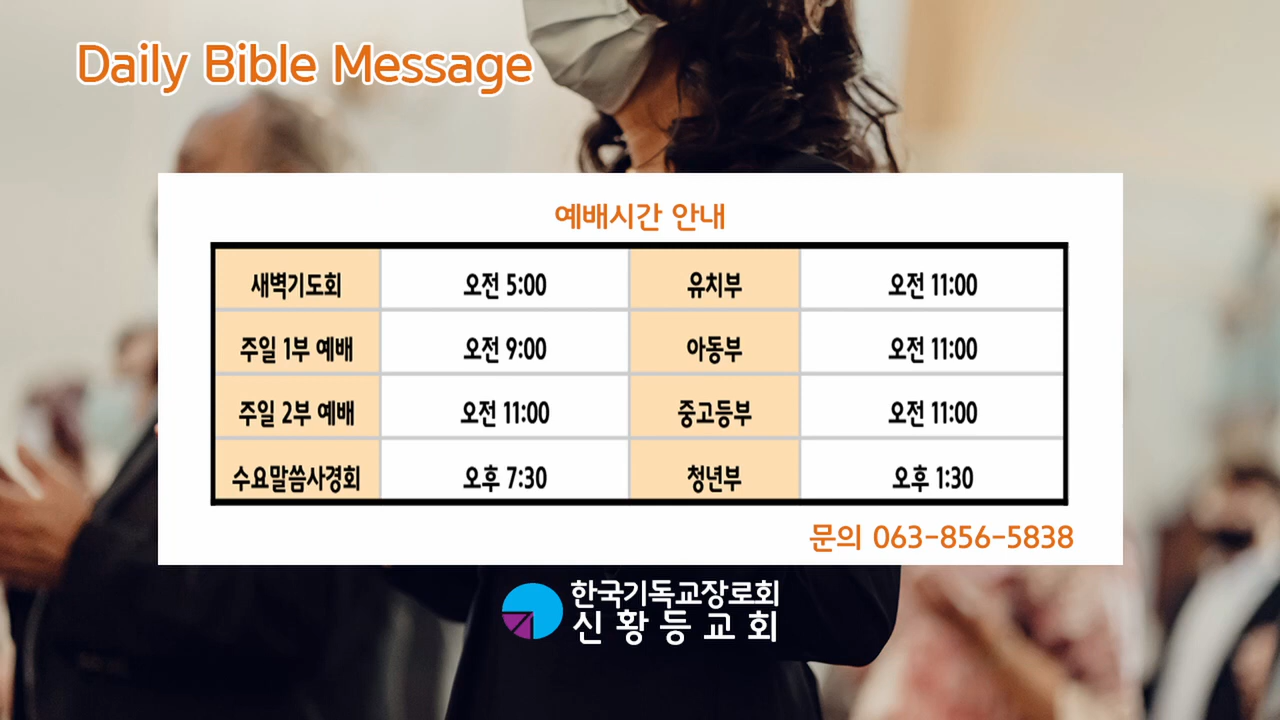 Daily Bible Message
예배시간 안내
새벽기도회 오전 5:00 유치부 오전 11:00
주일 1부 예배 오전 9:00 아동부 오전 11:00
주일 2부 예배 오전 11:00 중고등부 오전 11:00
수요말씀사경회 오후 7:30 청년부 오후 1:30
문의 063-856-5838
한국기독교장로회
신황등교회